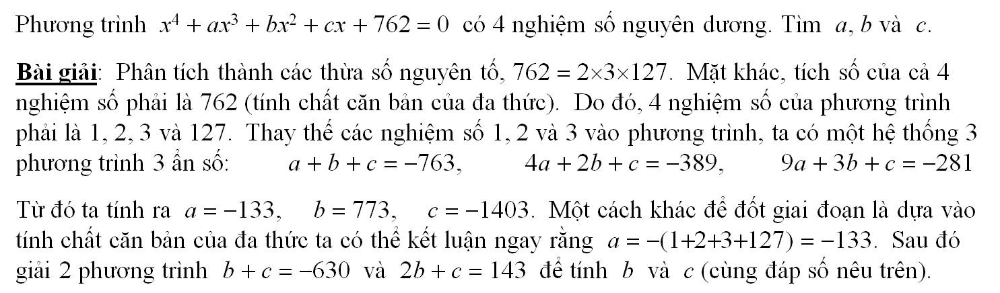 Phương trình x⁴ + ax³ + bx² + cx + 762 = 0 có 4 nghiệm số nguyên dương. Tìm a, b và c.
Bài giải: Phân tích thành các thừa số nguyên tố, 762 = 2×3×127. Mặt khác, tích số của cả 4
nghiệm số phải là 762 (tính chất căn bản của đa thức). Do đó, 4 nghiệm số của phương trình
phải là 1, 2, 3 và 127. Thay thế các nghiệm số 1, 2 và 3 vào phương trình, ta có một hệ thống 3
phương trình 3 ẩn số: a + b + c = −763, 4a + 2b + c = −389, 9a + 3b + c = −281
Từ đó ta tính ra a = −133, b = 773, c = −1403. Một cách khác để đốt giai đoạn là dựa vào
tính chất căn bản của đa thức ta có thể kết luận ngay rằng a = −(1+2+3+127) = −133. Sau đó
giải 2 phương trình b + c = −630 và 2b + c = 143 để tính b và c (cùng đáp số nêu trên).